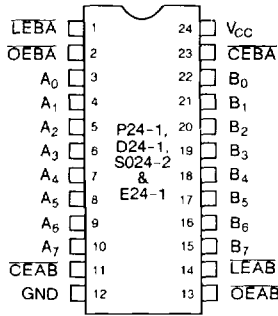 LEBA 1 24 VCC
OEBA 2 23 CEBA
A0 3 22 B0
A1 4 21 B1
A2 5 P24-1, 20 B2
A3 6 D24-1, 19 B3
A4 7 SO24-2 18 B4
A5 8 & 17 B5
A6 9 E24-1 16 B6
A7 10 15 B7
CEAB 11 14 LEAB
GND 12 13 OEAB